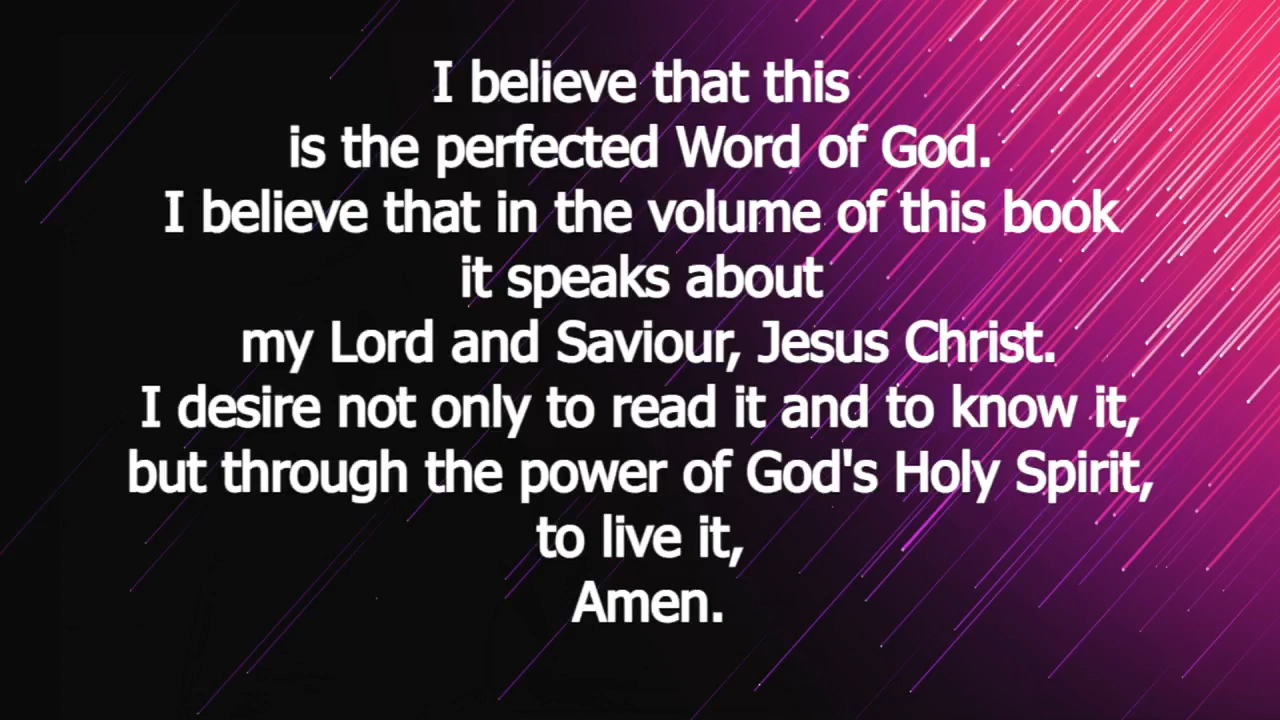 I believe that this
is the perfected Word of God.
I believe that in the volume of this book
it speaks about
my Lord and Saviour, Jesus Christ.
I desire not only to read it and to know it,
but through the power of God's Holy Spirit,
to live it,
Amen.